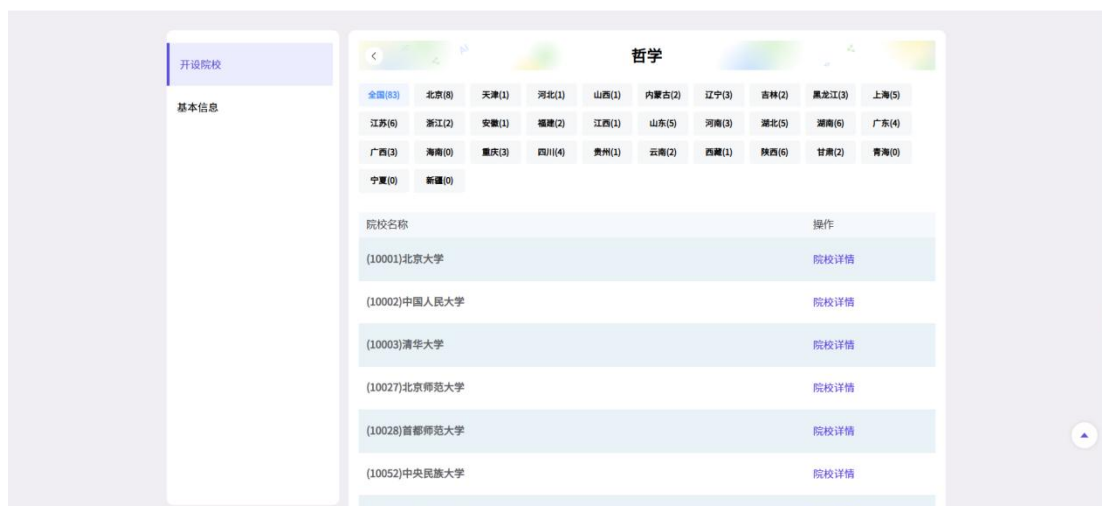 开设院校
基本信息
哲学
全国(83) 北京(8) 天津(1) 河北(1) 山西(1) 内蒙古(2) 辽宁(3) 吉林(2) 黑龙江(3) 上海(5)
江苏(6) 浙江(2) 安徽(1) 福建(2) 江西(1) 山东(5) 河南(3) 湖北(5) 湖南(6) 广东(4)
广西(3) 海南(0) 重庆(3) 四川(4) 贵州(1) 云南(2) 西藏(1) 陕西(6) 甘肃(2) 青海(0)
宁夏(0) 新疆(0)
院校名称 操作
(10001)北京大学 院校详情
(10002)中国人民大学 院校详情
(10003)清华大学 院校详情
(10027)北京师范大学 院校详情
(10028)首都师范大学 院校详情
(10052)中央民族大学 院校详情